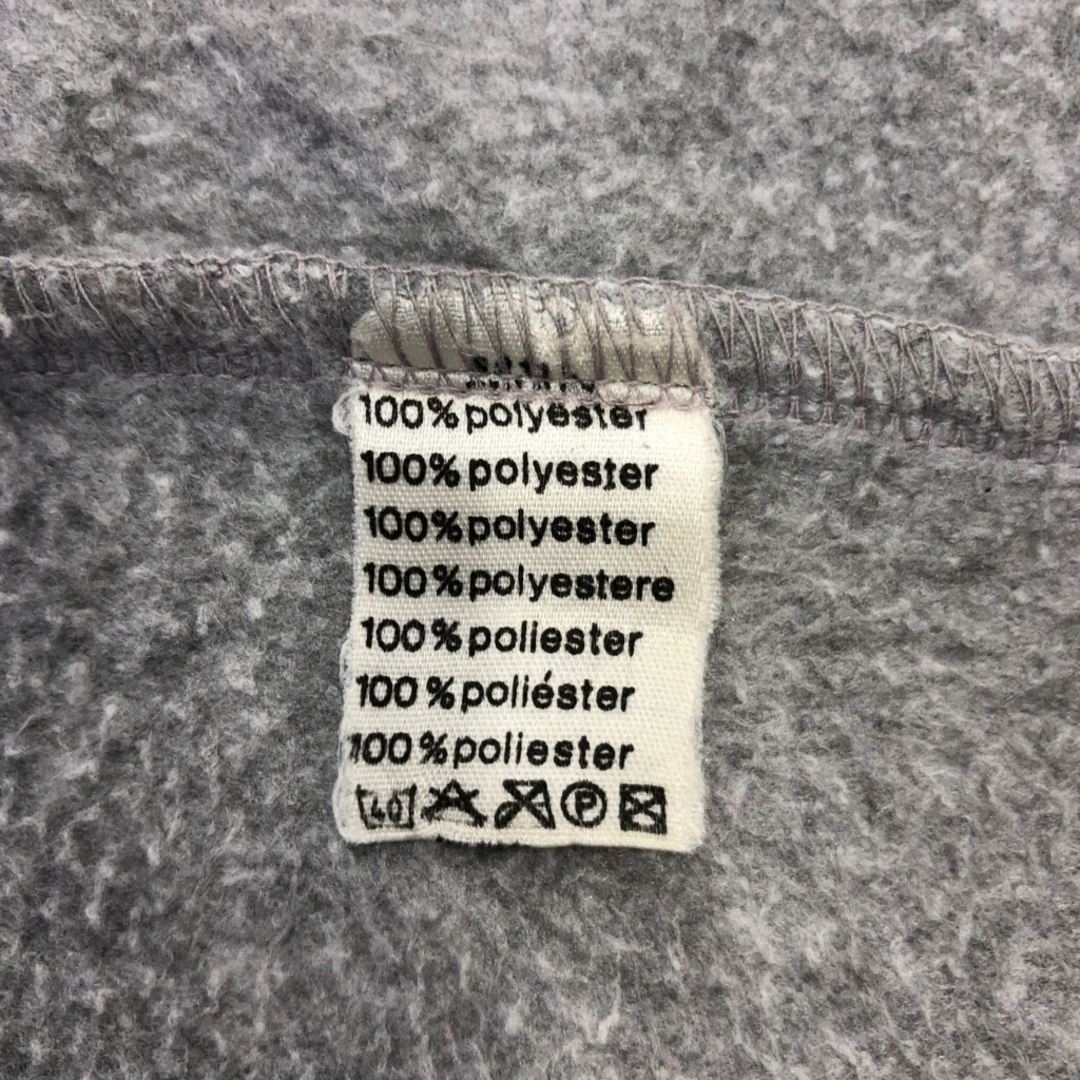 100% polyester
100% polyester
100% polyester
100% polyestere
100% poliester
100% poliéster
100% poliester
40 P